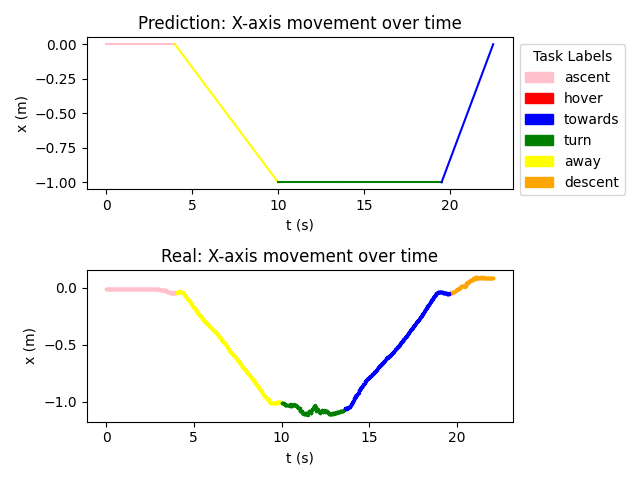 Prediction: X-axis movement over time
0.00
−0.25
−0.50
−0.75
−1.00
x (m)
0 5 10 15 20
t (s)
Task Labels
ascent
hover
towards
turn
away
descent
Real: X-axis movement over time
0.0
−0.5
−1.0
x (m)
0 5 10 15 20
t (s)